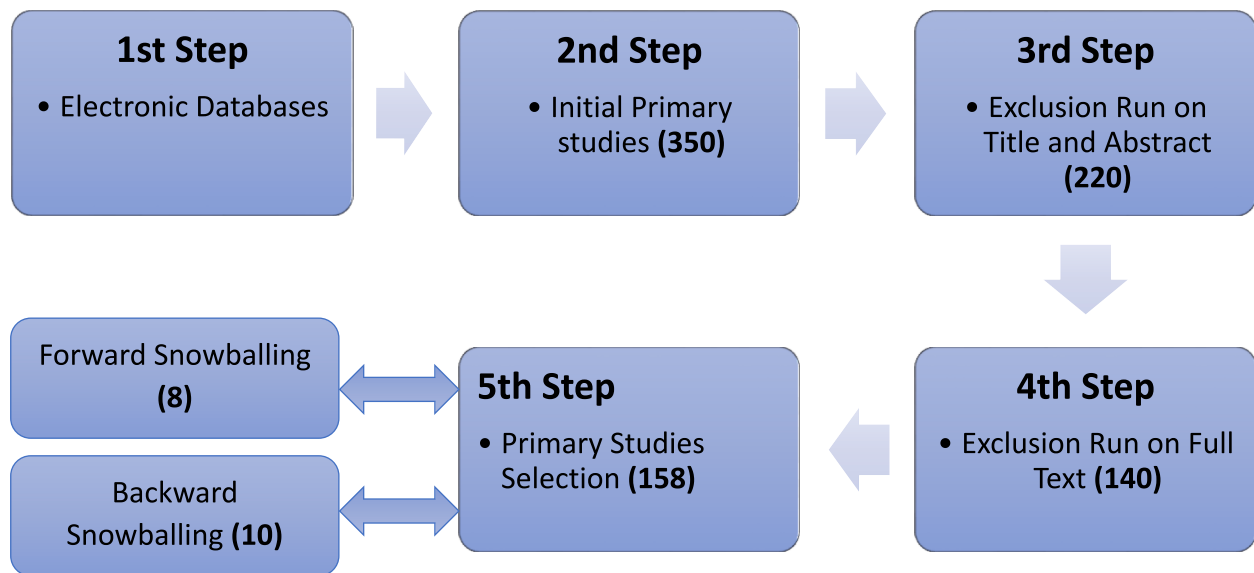 1st Step
• Electronic Databases
2nd Step
• Initial Primary
studies (350)
3rd Step
• Exclusion Run on
Title and Abstract
(220)
4th Step
• Exclusion Run on Full
Text (140)
5th Step
• Primary Studies
Selection (158)
Forward Snowballing
(8)
Backward
Snowballing (10)